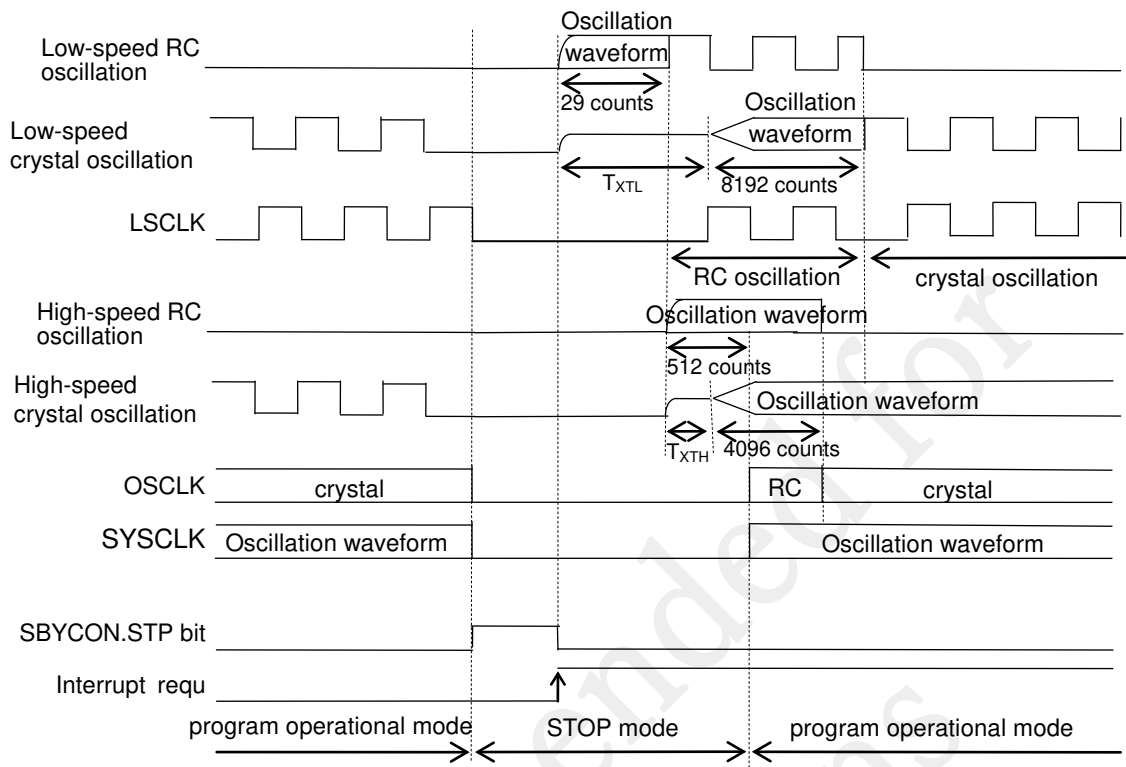 Oscillation
Low-speed RC
waveform
oscillation
29 counts
Oscillation
Low-speed
waveform
crystal oscillation
TXTL
8192 counts
LSCLK
RC oscillation
crystal oscillation
High-speed RC
Oscillation waveform
oscillation
512 counts
High-speed
crystal oscillation
Oscillation waveform
TXTH
4096 counts
OSCLK
crystal
RC
crystal
SYSCLK
Oscillation waveform
Oscillation waveform
SBYCON.STP bit
Interrupt requ
program operational mode
STOP mode
program operational mode
ended for
ns